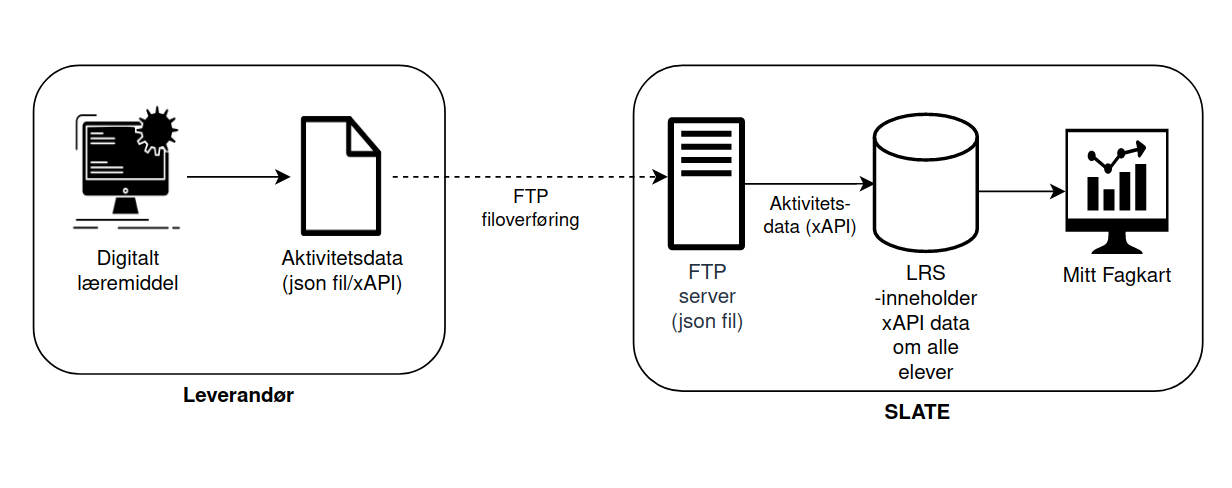 Digitalt
læremiddel
Aktivitetsdata
(json fil/xAPI)
Leverandør
FTP
filoverføring
FTP
server
(json fil)
Aktivitets-
data (xAPI)
LRS
-inneholder
xAPI data
om alle
elever
Mitt Fagkart
SLATE